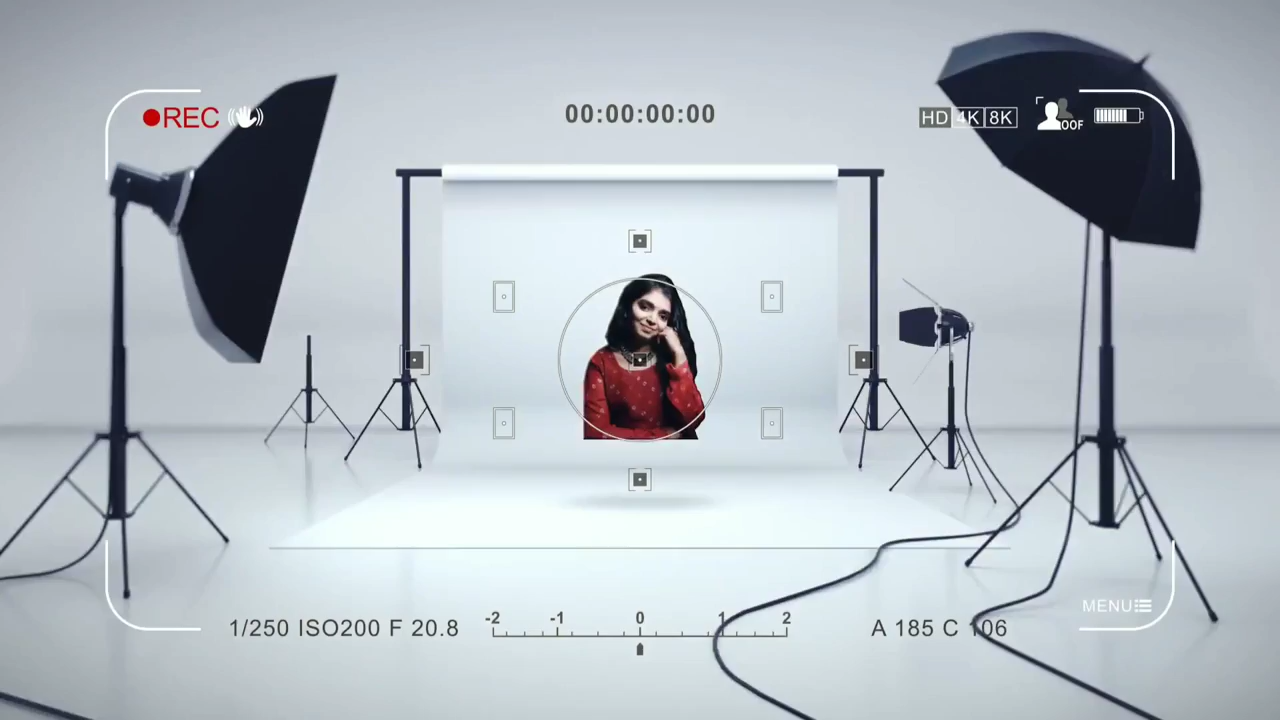 REC
00:00:00:00
HD 4K 8K
OOF
1/250 ISO200 F 20.8
-2 -1 0 1 2
A 185 C 106
MENU